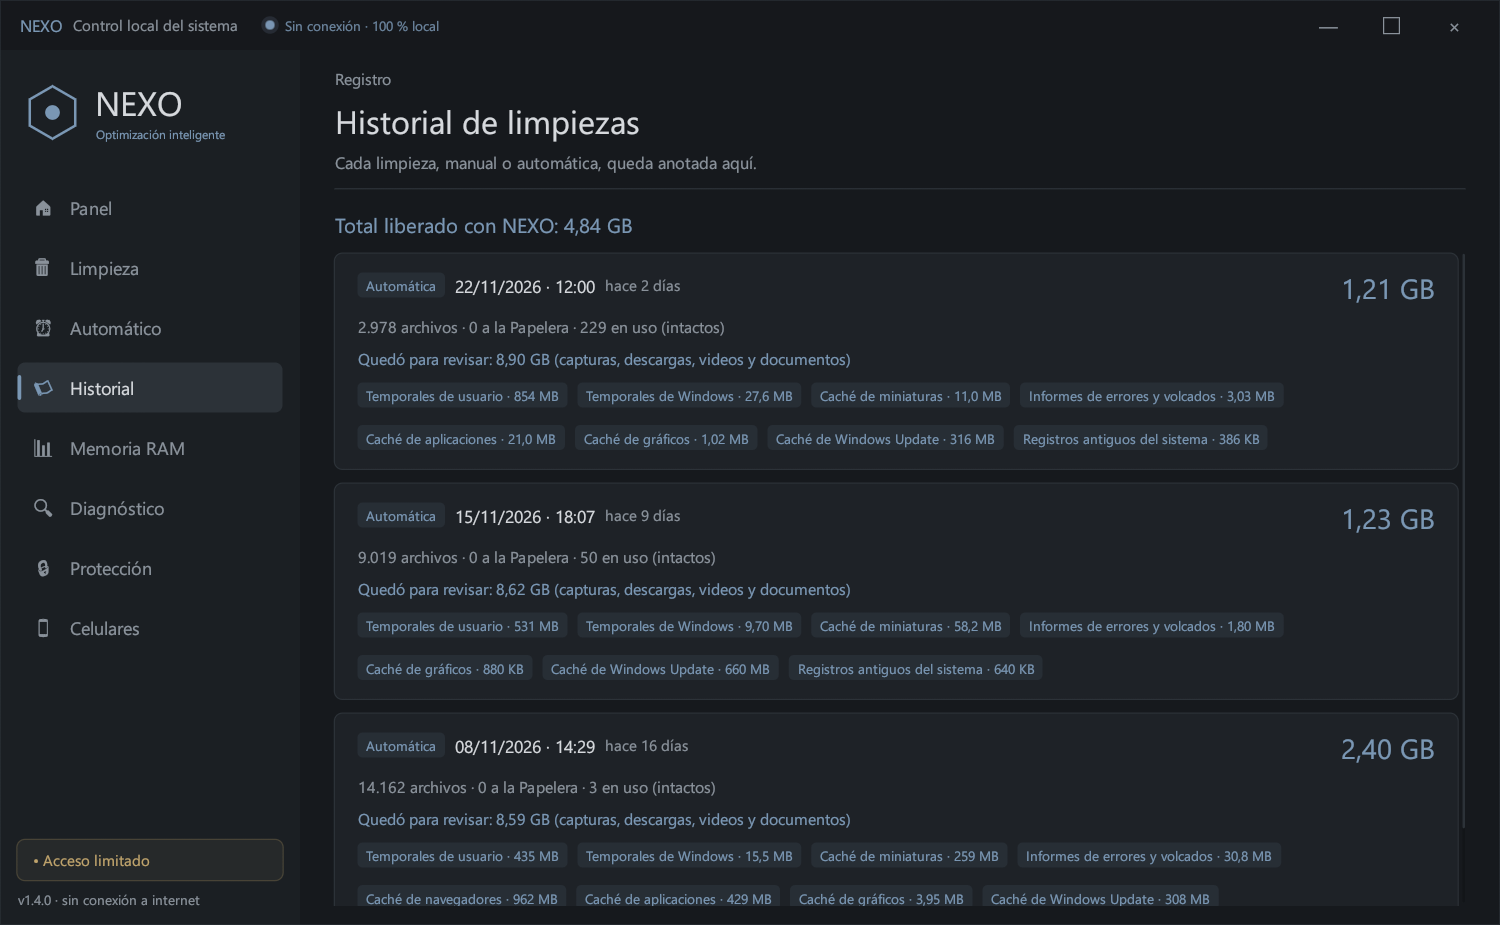 NEXO Control local del sistema Sin conexión · 100 % local
NEXO
Optimización inteligente
Panel
Limpieza
Automático
Historial
Memoria RAM
Diagnóstico
Protección
Celulares
• Acceso limitado
v1.4.0 · sin conexión a internet
Registro
Historial de limpiezas
Cada limpieza, manual o automática, queda anotada aquí.
Total liberado con NEXO: 4,84 GB
Automática 22/11/2026 · 12:00 hace 2 días 1,21 GB
2.978 archivos · 0 a la Papelera · 229 en uso (intactos)
Quedó para revisar: 8,90 GB (capturas, descargas, videos y documentos)
Temporales de usuario · 854 MB Temporales de Windows · 27,6 MB Caché de miniaturas · 11,0 MB Informes de errores y volcados · 3,03 MB
Caché de aplicaciones · 21,0 MB Caché de gráficos · 1,02 MB Caché de Windows Update · 316 MB Registros antiguos del sistema · 386 KB
Automática 15/11/2026 · 18:07 hace 9 días 1,23 GB
9.019 archivos · 0 a la Papelera · 50 en uso (intactos)
Quedó para revisar: 8,62 GB (capturas, descargas, videos y documentos)
Temporales de usuario · 531 MB Temporales de Windows · 9,70 MB Caché de miniaturas · 58,2 MB Informes de errores y volcados · 1,80 MB
Caché de gráficos · 880 KB Caché de Windows Update · 660 MB Registros antiguos del sistema · 640 KB
Automática 08/11/2026 · 14:29 hace 16 días 2,40 GB
14.162 archivos · 0 a la Papelera · 3 en uso (intactos)
Quedó para revisar: 8,59 GB (capturas, descargas, videos y documentos)
Temporales de usuario · 435 MB Temporales de Windows · 15,5 MB Caché de miniaturas · 259 MB Informes de errores y volcados · 30,8 MB
Caché de navegadores · 962 MB Caché de aplicaciones · 429 MB Caché de gráficos · 3,95 MB Caché de Windows Update · 308 MB